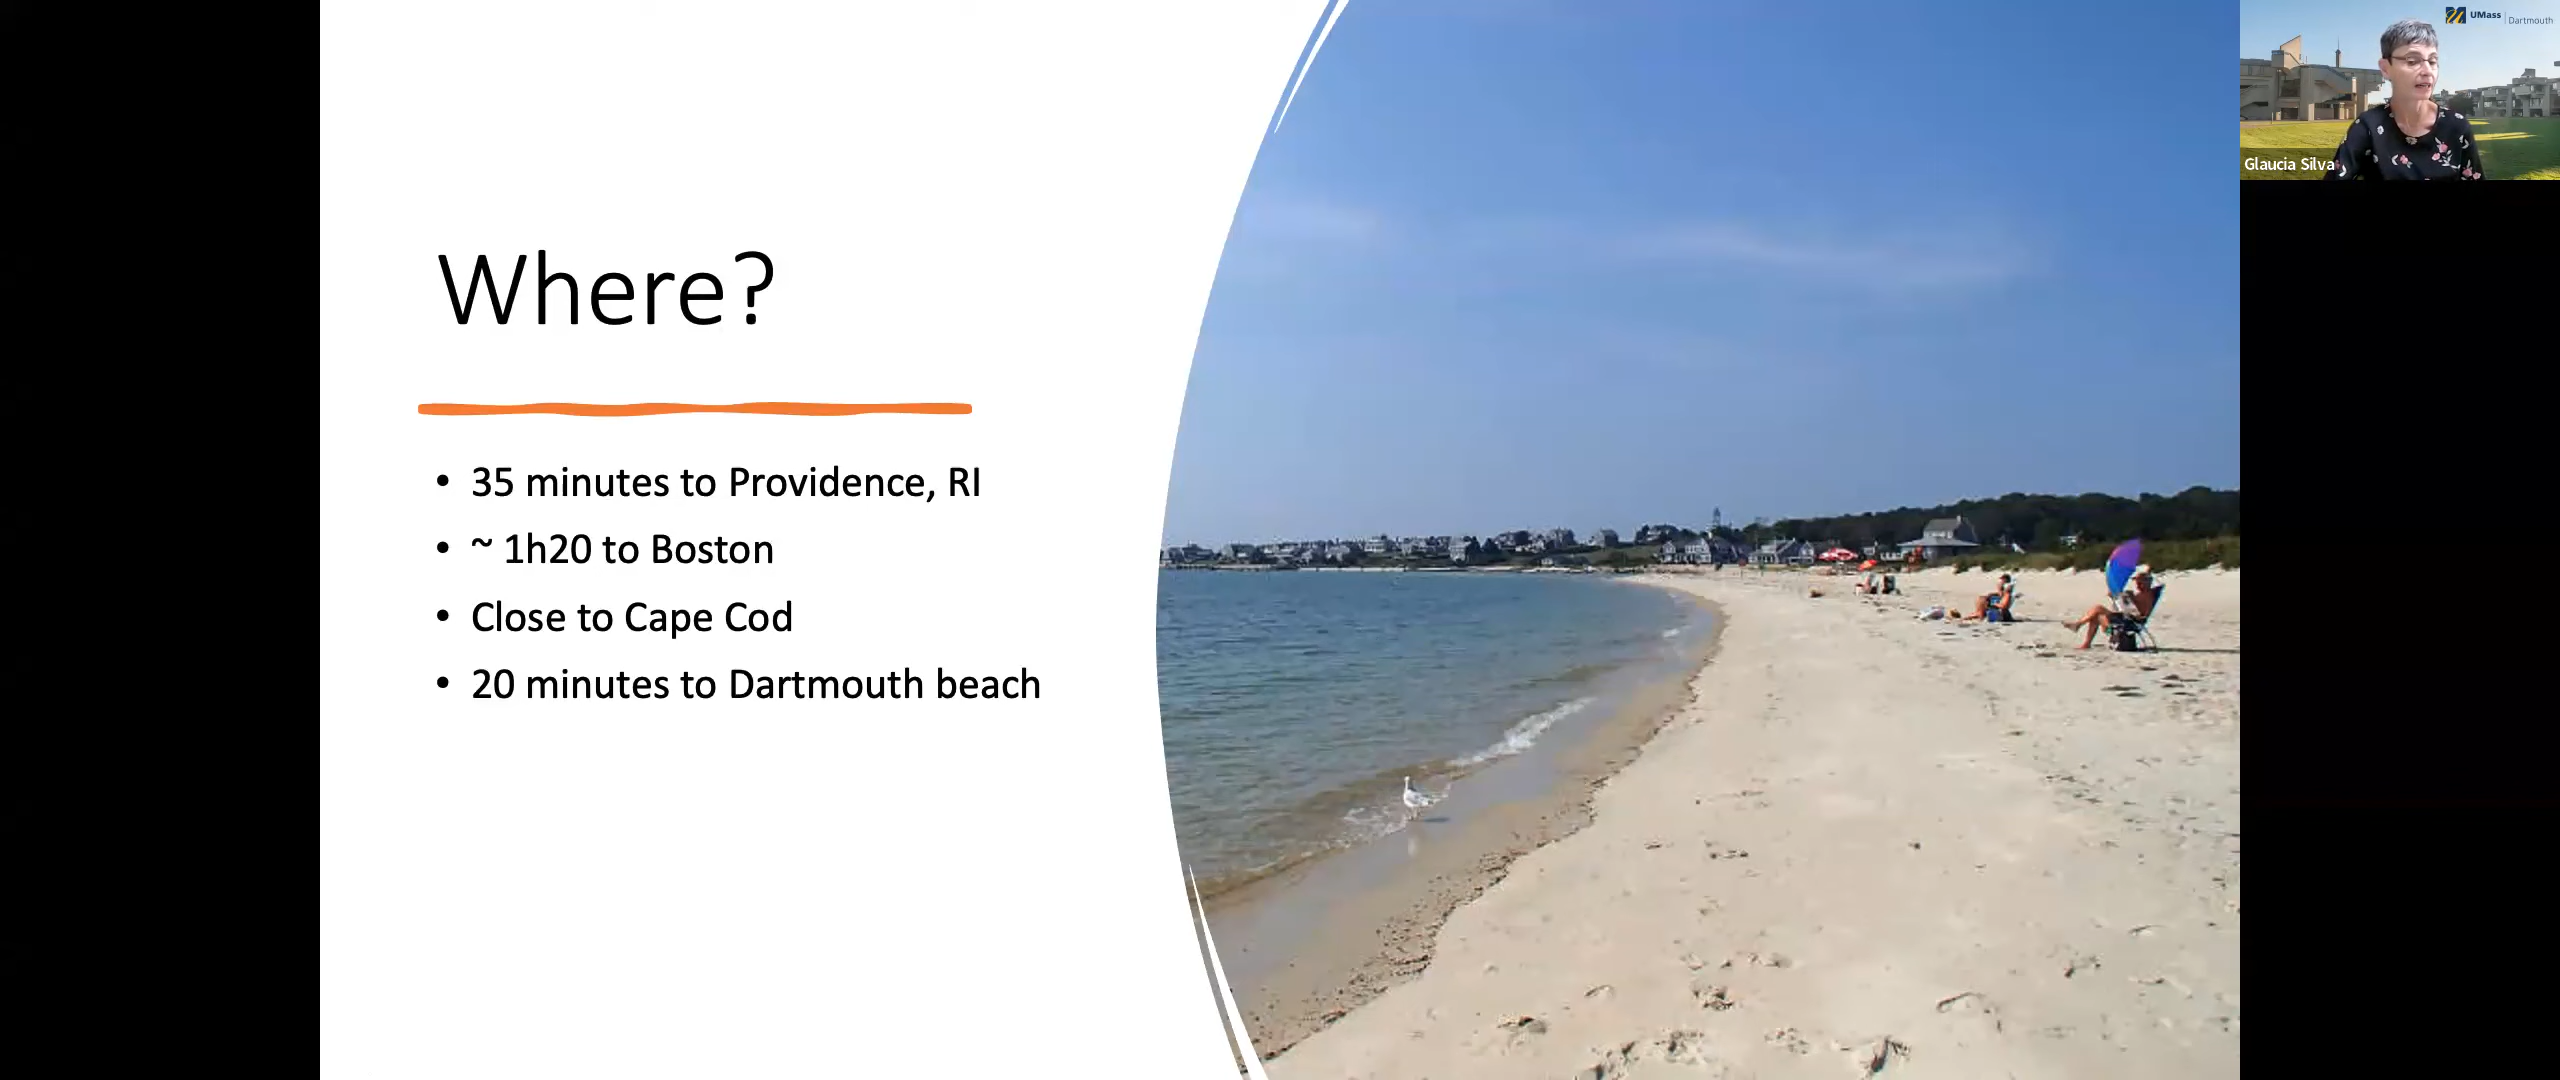 Where?
• 35 minutes to Providence, RI
• ~ 1h20 to Boston
• Close to Cape Cod
• 20 minutes to Dartmouth beach
UMass | Dartmouth
Glaucia Silva